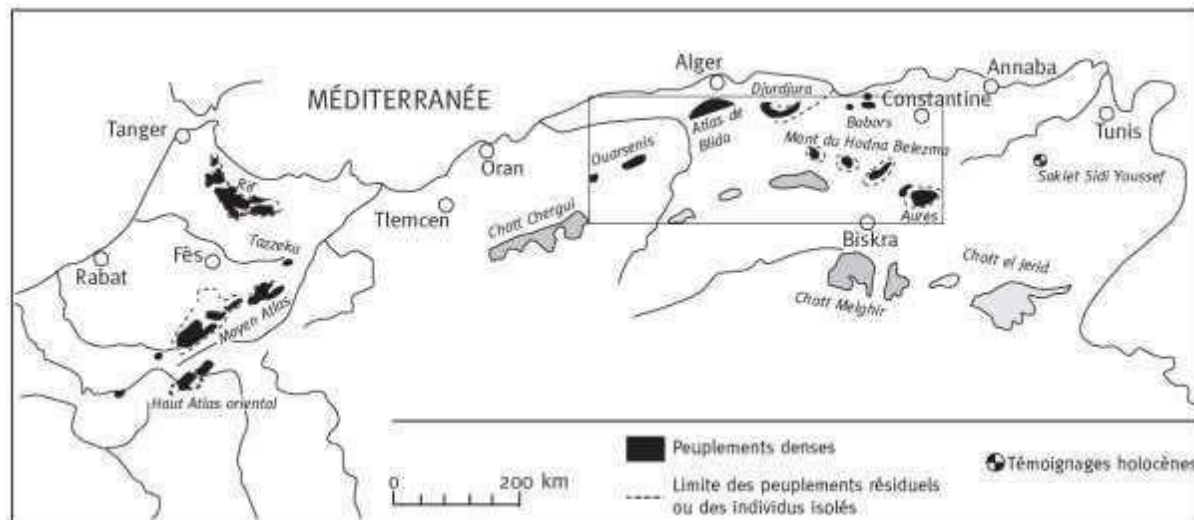 MÉDITERRANÉE
Tanger
Rif
Tazzeka
Rabat
Fès
Moyen Atlas
Haut Atlas oriental
Oran
Tlemcen
Chott Chergui
Alger
Ouarsenis
Atlas de
Blida
Djurdjura
Babors
Constantine
Annaba
Tunis
Mont du Hodna Belezma
Sakiet Sidi Youssef
Aures
Biskra
Chott Melghir
Chott el Jerid
0 200 km
Peuplements denses
Limite des peuplements résiduels
ou des individus isolés
Témoignages holocènes